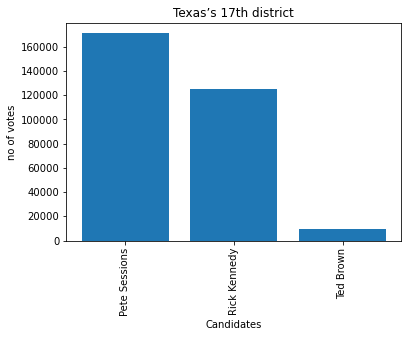 Texas’s 17th district
no of votes
160000
140000
120000
100000
80000
60000
40000
20000
0
Pete Sessions
Rick Kennedy
Ted Brown
Candidates